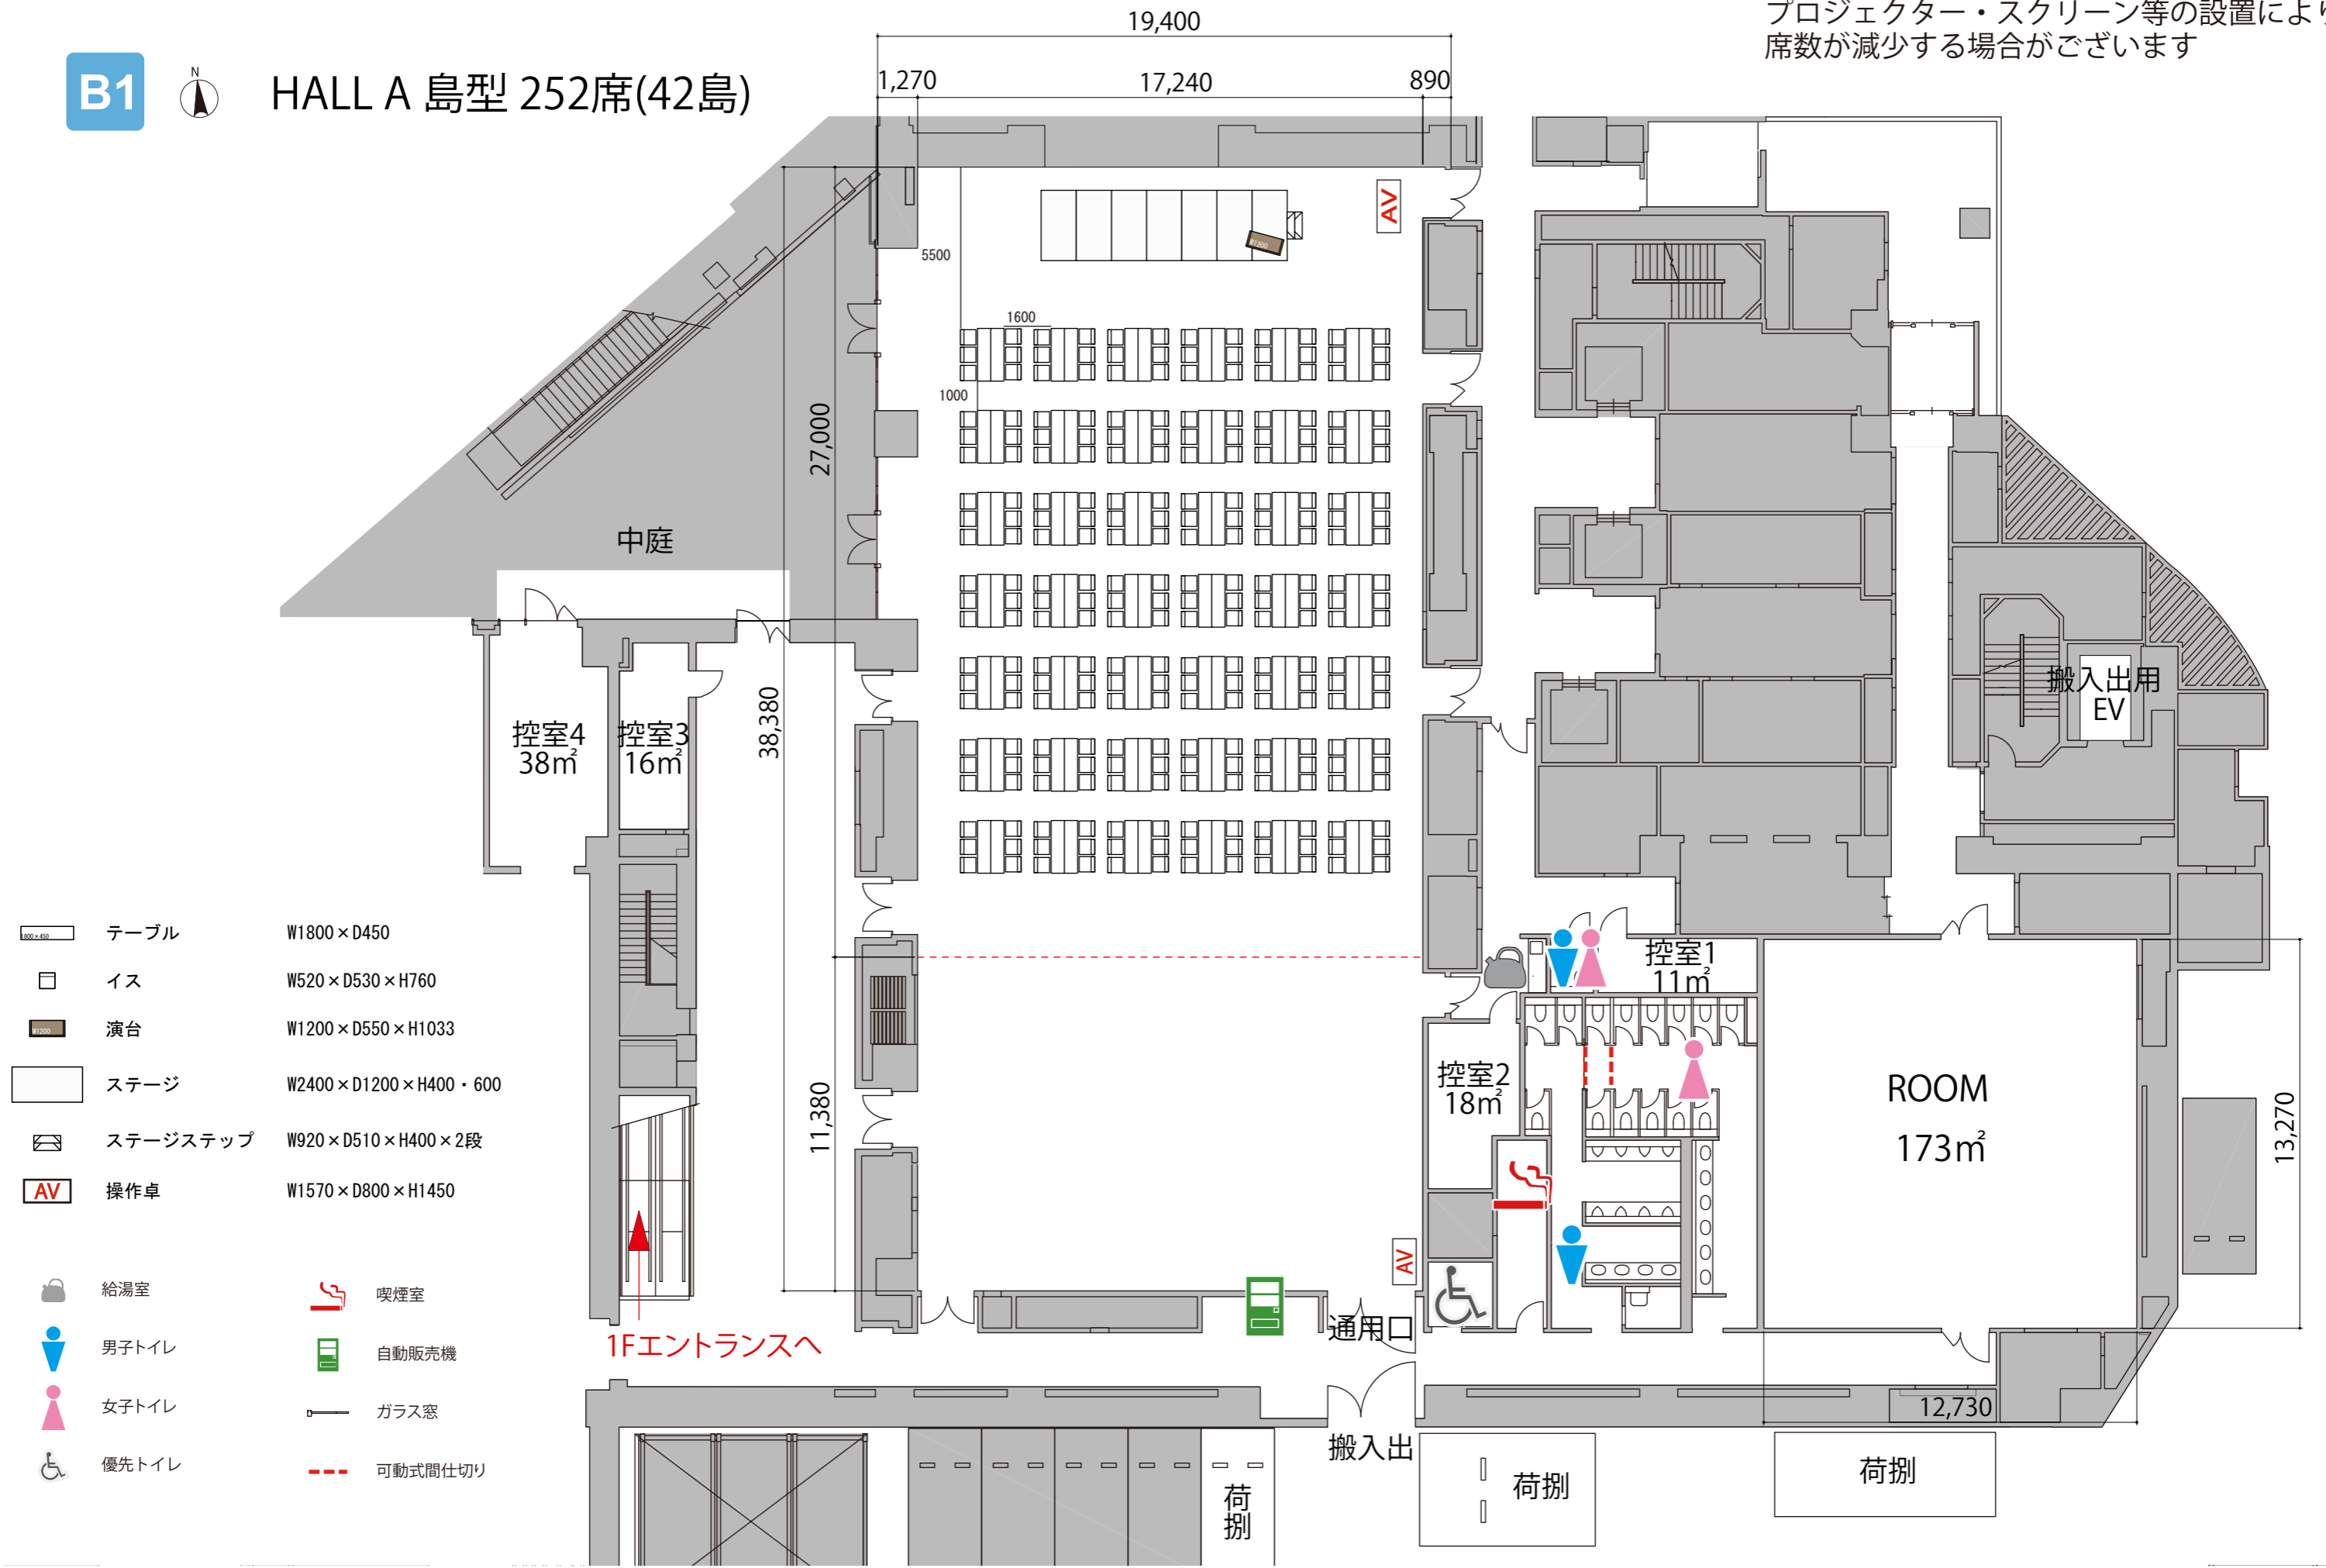 プロジェクター・スクリーン等の設置により
席数が減少する場合がございます
B1
N
HALL A 島型 252席(42島)
19,400
1,270
17,240
890
AV
W1200
5500
1600
1000
27,000
38,380
11,380
中庭
控室4
38㎡
控室3
16㎡
搬入出用
EV
控室1
11㎡
控室2
18㎡
ROOM
173㎡
13,270
12,730
AV
通用口
搬入出
荷捌
荷捌
荷捌
1Fエントランスへ
1800×450 テーブル W1800×D450
イス W520×D530×H760
W1200 演台 W1200×D550×H1033
ステージ W2400×D1200×H400・600
ステージステップ W920×D510×H400×2段
AV 操作卓 W1570×D800×H1450
給湯室
男子トイレ
女子トイレ
優先トイレ
喫煙室
自動販売機
ガラス窓
可動式間仕切り